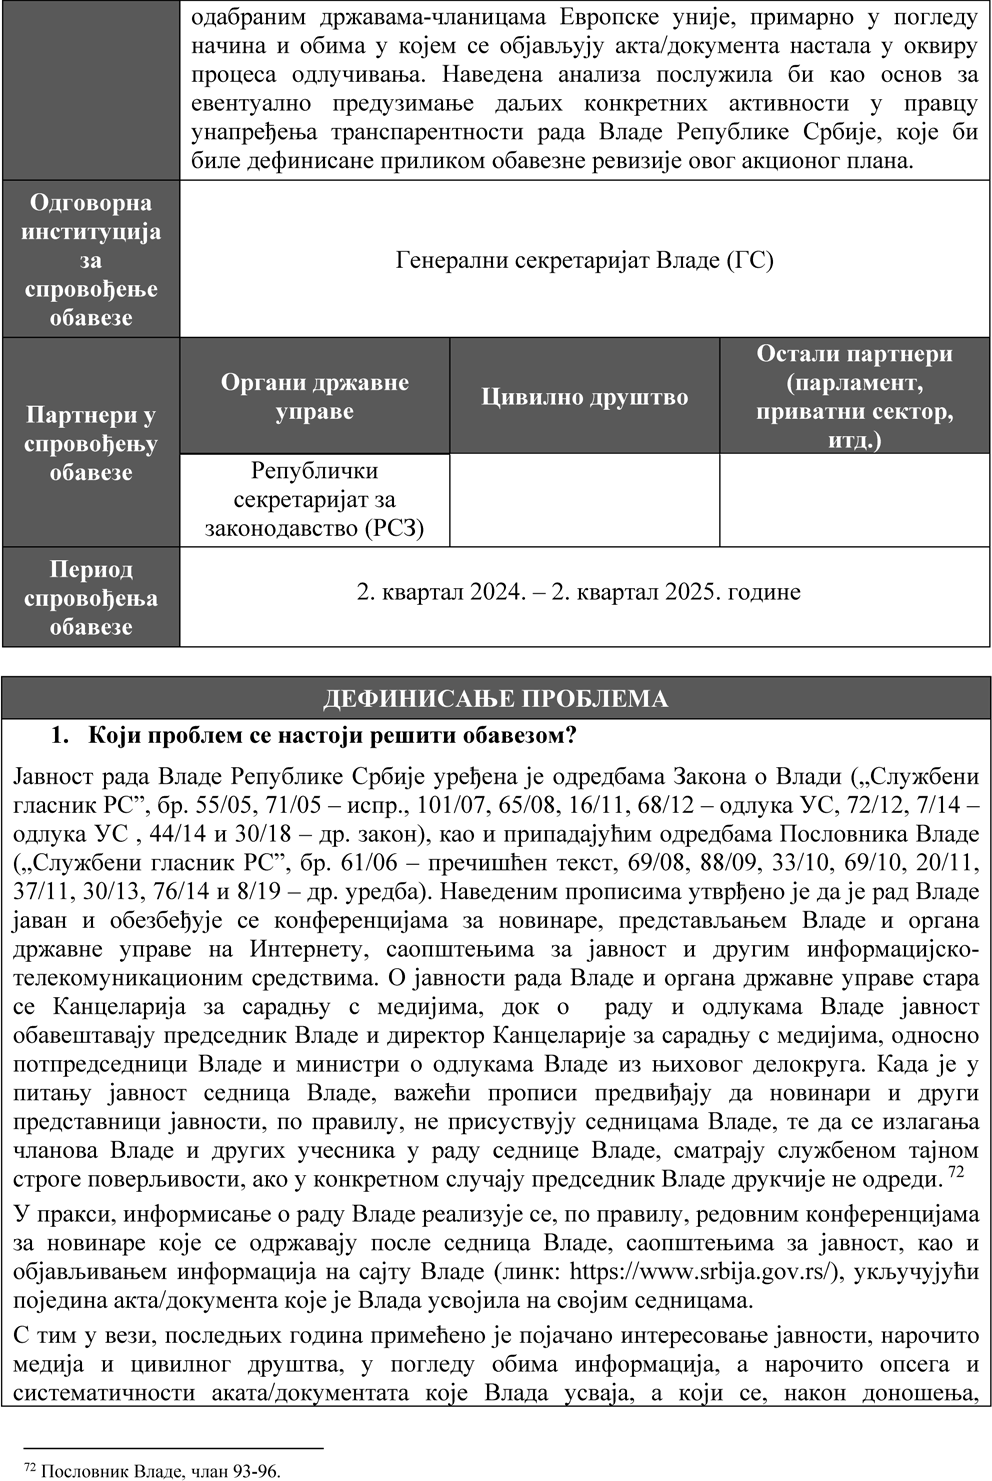 одабраним државама-чланицама Европске уније, примарно у погледу
начина и обима у којем се објављују акта/документа настала у оквиру
процеса одлучивања. Наведена анализа послужила би као основ за
евентуално предузимање даљих конкретних активности у правцу
унапређења транспарентности рада Владе Републике Србије, које би
биле дефинисане приликом обавезне ревизије овог акционог плана.
Одговорна
институција
за
спровођење
обавезе
Генерални секретаријат Владе (ГС)
Партнери у
спровођењу
обавезе
Органи државне
управе
Цивилно друштво
Остали партнери
(парламент,
приватни сектор,
итд.)
Републички
секретаријат за
законодавство (РСЗ)
Период
спровођења
обавезе
2. квартал 2024. – 2. квартал 2025. године
ДЕФИНИСАЊЕ ПРОБЛЕМА
1. Који проблем се настоји решити обавезом?
Јавност рада Владе Републике Србије уређена је одредбама Закона о Влади („Службени
гласник РС”, бр. 55/05, 71/05 – испр., 101/07, 65/08, 16/11, 68/12 – одлука УС, 72/12, 7/14 –
одлука УС , 44/14 и 30/18 – др. закон), као и припадајућим одредбама Пословника Владе
(„Службени гласник РС”, бр. 61/06 – пречишћен текст, 69/08, 88/09, 33/10, 69/10, 20/11,
37/11, 30/13, 76/14 и 8/19 – др. уредба). Наведеним прописима утврђено је да је рад Владе
јаван и обезбеђује се конференцијама за новинаре, представљањем Владе и органа
државне управе на Интернету, саопштењима за јавност и другим информацијско-
телекомуникационим средствима. О јавности рада Владе и органа државне управе стара
се Канцеларија за сарадњу с медијима, док о раду и одлукама Владе јавност
обавештавају председник Владе и директор Канцеларије за сарадњу с медијима, односно
потпредседници Владе и министри о одлукама Владе из њиховог делокруга. Када је у
питању јавност седница Владе, важећи прописи предвиђају да новинари и други
представници јавности, по правилу, не присуствују седницама Владе, те да се излагања
чланова Владе и других учесника у раду седнице Владе, сматрају службеном тајном
строге поверљивости, ако у конкретном случају председник Владе друкчије не одреди. 72
У пракси, информисање о раду Владе реализује се, по правилу, редовним конференцијама
за новинаре које се одржавају после седница Владе, саопштењима за јавност, као и
објављивањем информација на сајту Владе (линк: https://www.srbija.gov.rs/), укључујући
поједина акта/документа које је Влада усвојила на својим седницама.
С тим у вези, последњих година примећено је појачано интересовање јавности, нарочито
медија и цивилног друштва, у погледу обима информација, а нарочито опсега и
систематичности аката/документата које Влада усваја, а који се, након доношења,
72 Пословник Владе, члан 93-96.